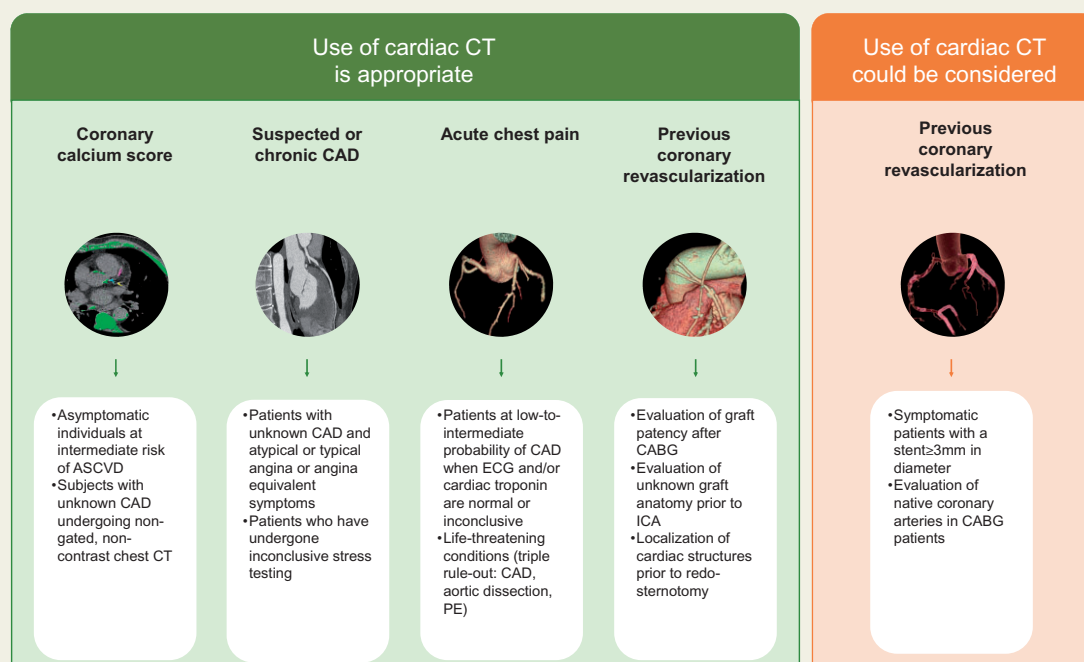 Use of cardiac CT
is appropriate
Coronary
calcium score
•Asymptomatic
individuals at
intermediate risk
of ASCVD
•Subjects with
unknown CAD
undergoing non-
gated, non-
contrast chest CT
Suspected or
chronic CAD
•Patients with
unknown CAD and
atypical or typical
angina or angina
equivalent
symptoms
•Patients who have
undergone
inconclusive stress
testing
Acute chest pain
•Patients at low-to-
intermediate
probability of CAD
when ECG and/or
cardiac troponin
are normal or
inconclusive
•Life-threatening
conditions (triple
rule-out: CAD,
aortic dissection,
PE)
Previous
coronary
revascularization
•Evaluation of graft
patency after
CABG
•Evaluation of
unknown graft
anatomy prior to
ICA
•Localization of
cardiac structures
prior to redo-
sternotomy
Use of cardiac CT
could be considered
Previous
coronary
revascularization
•Symptomatic
patients with a
stent≥3mm in
diameter
•Evaluation of
native coronary
arteries in CABG
patients